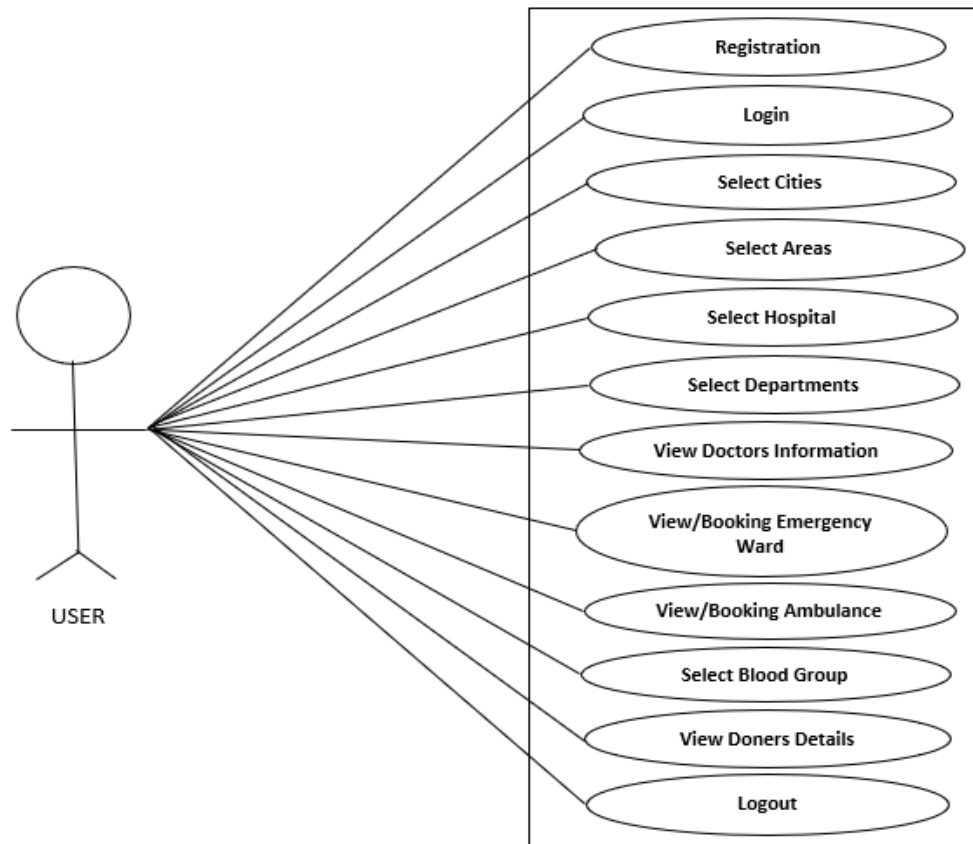 Registration
Login
Select Cities
Select Areas
Select Hospital
Select Departments
View Doctors Information
View/Booking Emergency
Ward
View/Booking Ambulance
Select Blood Group
View Doners Details
Logout
USER